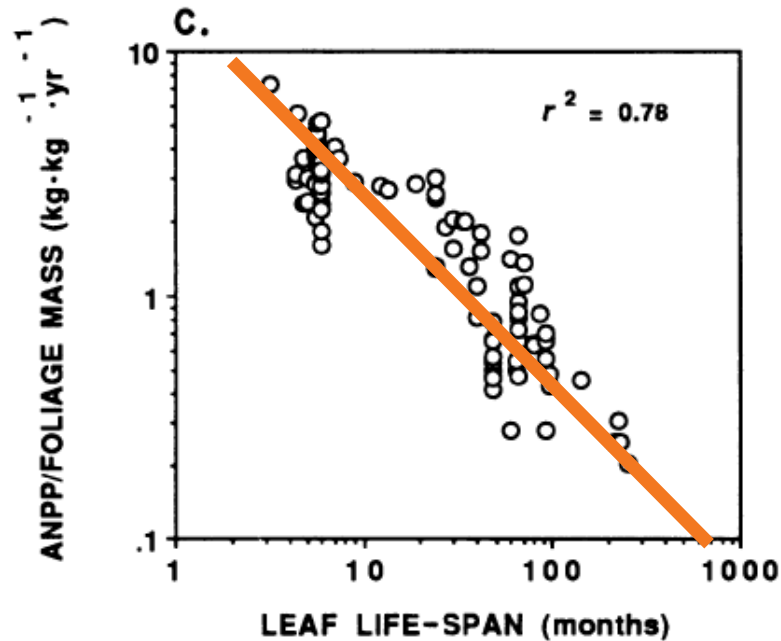 C.
10
1
.1
ANPP/FOLIAGE MASS (kg·kg⁻¹·yr⁻¹)
r² = 0.78
1 10 100 1000
LEAF LIFE-SPAN (months)